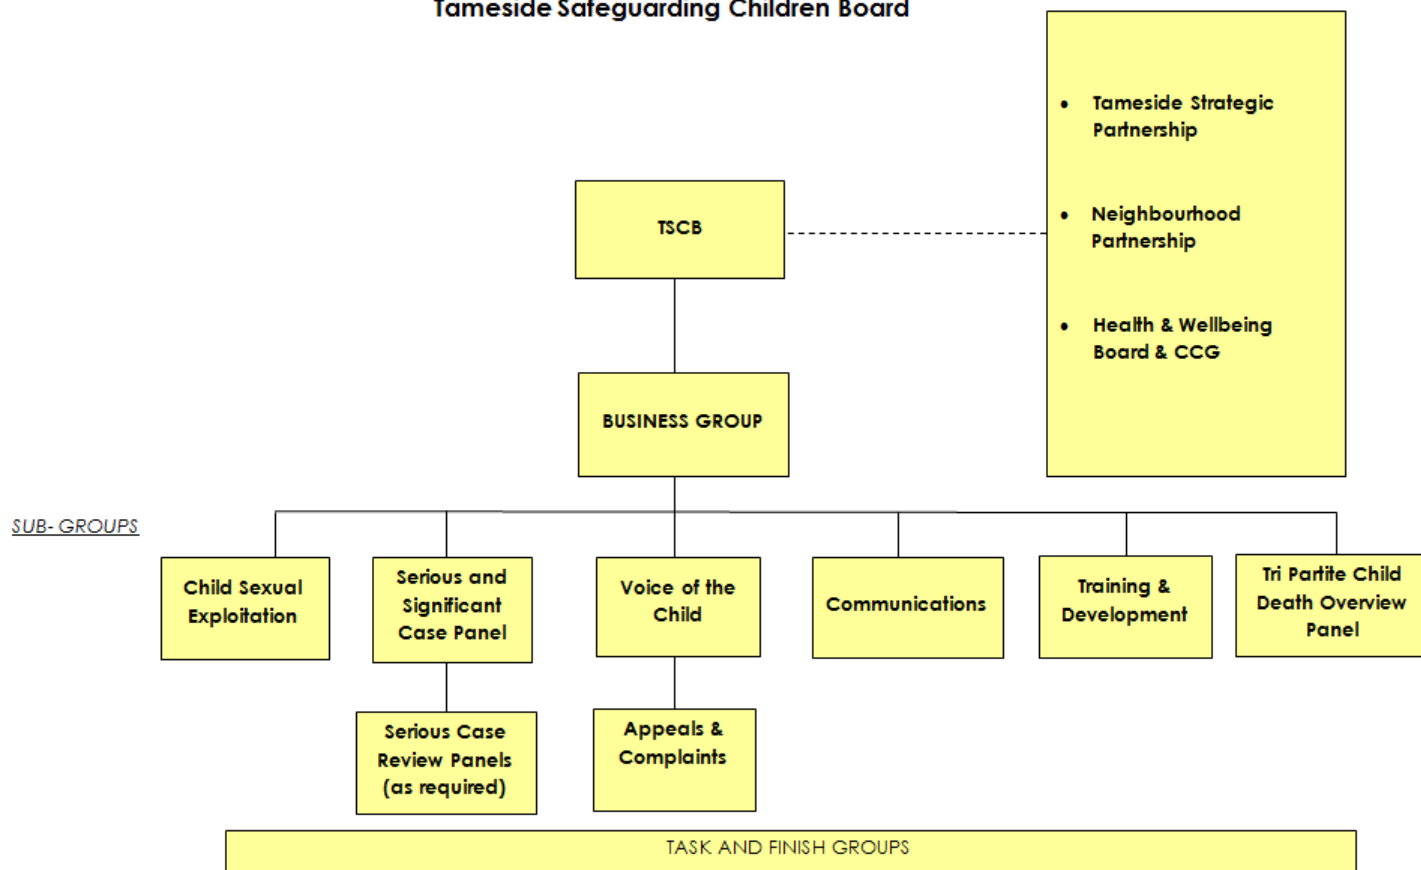 Tameside Safeguarding Children Board
• Tameside Strategic
Partnership
• Neighbourhood
Partnership
• Health & Wellbeing
Board & CCG
TSCB
BUSINESS GROUP
SUB- GROUPS
Child Sexual
Exploitation
Serious and
Significant
Case Panel
Voice of the
Child
Communications
Training &
Development
Tri Partite Child
Death Overview
Panel
Serious Case
Review Panels
(as required)
Appeals &
Complaints
TASK AND FINISH GROUPS